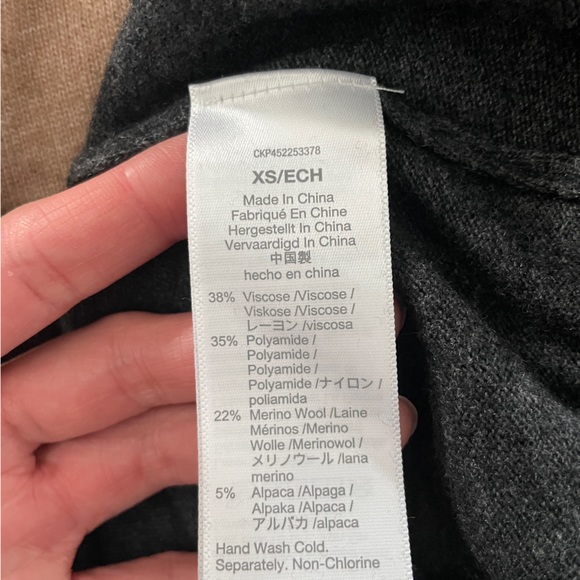 CKP452253378
XS/ECH
Made In China
Fabriqué En Chine
Hergestellt In China
Vervaardigd In China
中国製
hecho en china
38% Viscose /Viscose /
Viskose /Viscose /
レーヨン /viscosa
35% Polyamide /
Polyamide /
Polyamide /
Polyamide /ナイロン /
poliamida
22% Merino Wool /Laine
Mérinos /Merino
Wolle /Merinowol /
メリノウール /lana
merino
5% Alpaca /Alpaga /
Alpaka /Alpaca /
アルパカ /alpaca
Hand Wash Cold.
Separately. Non-Chlorine